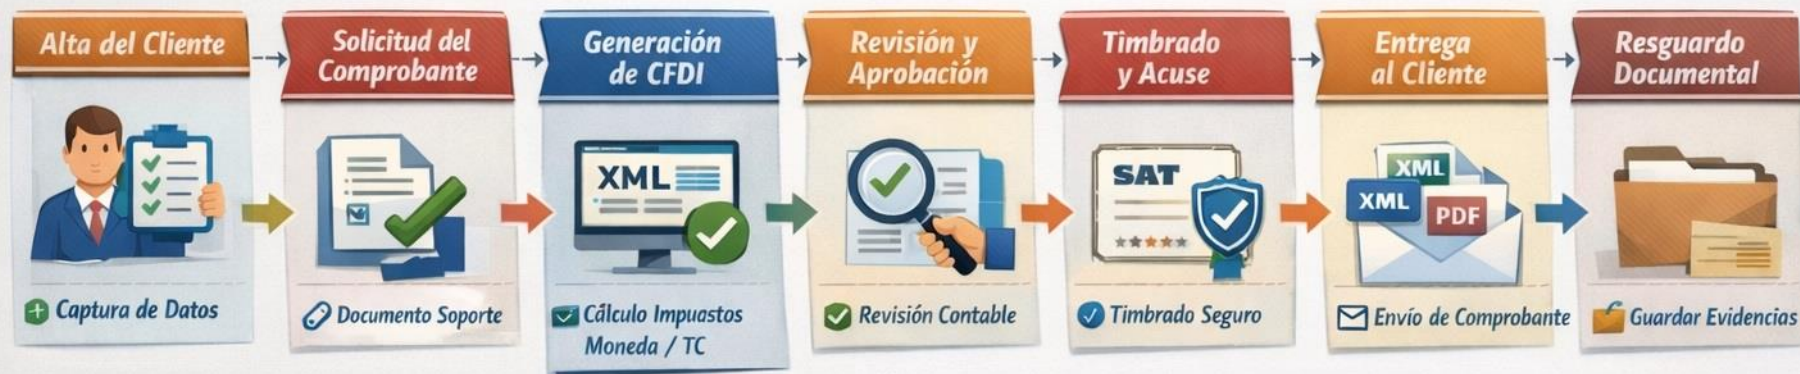 Alta del Cliente
Captura de Datos
Solicitud del
Comprobante
Documento Soporte
Generación
de CFDI
XML
Cálculo Impuestos
Moneda / TC
Revisión y
Aprobación
Revisión Contable
Timbrado
y Acuse
SAT
Timbrado Seguro
Entrega
al Cliente
XML
XML
PDF
Envío de Comprobante
Resguardo
Documental
Guardar Evidencias